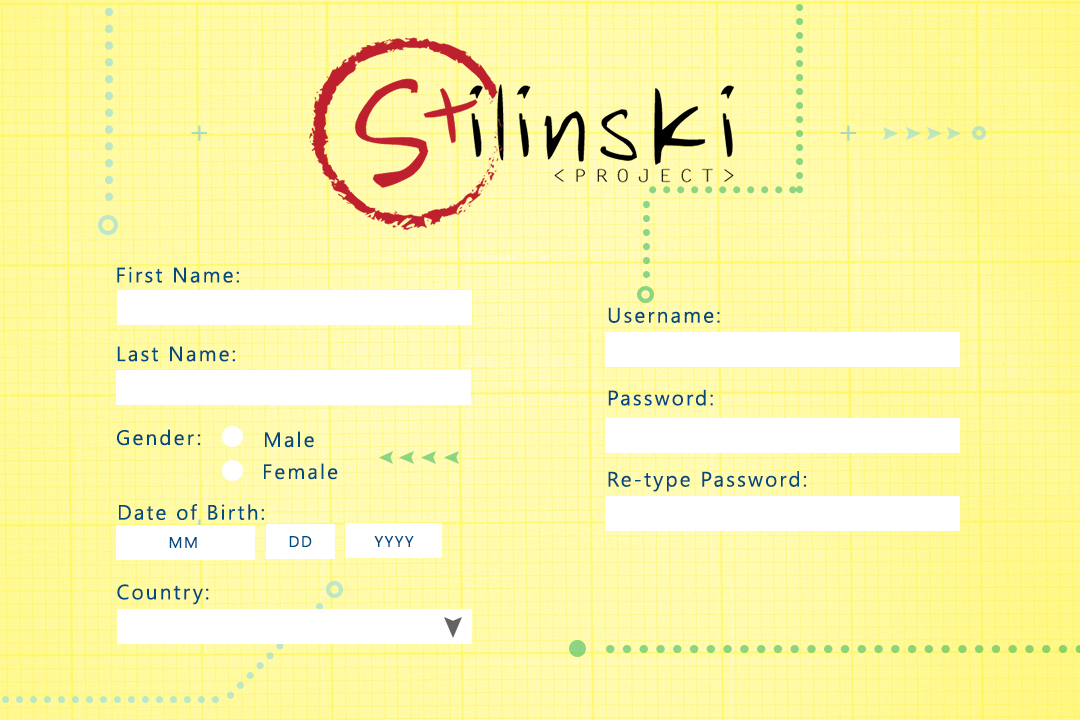 Stilinski
<PROJECT>
First Name:
Last Name:
Gender:
Male
Female
Date of Birth:
MM DD YYYY
Country:
Username:
Password:
Re-type Password: